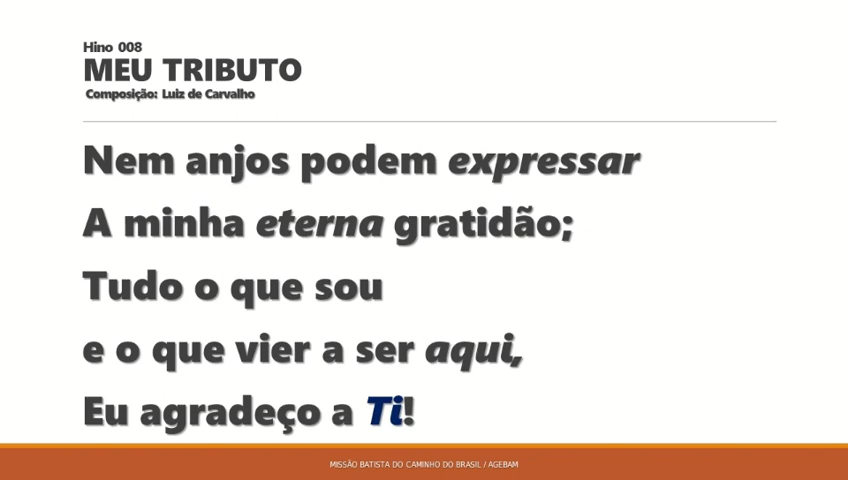 Hino 008
MEU TRIBUTO
Composição: Luiz de Carvalho
Nem anjos podem expressar
A minha eterna gratidão;
Tudo o que sou
e o que vier a ser aqui,
Eu agradeço a Ti!
MISSÃO BATISTA DO CAMINHO DO BRASIL / AGEBAM